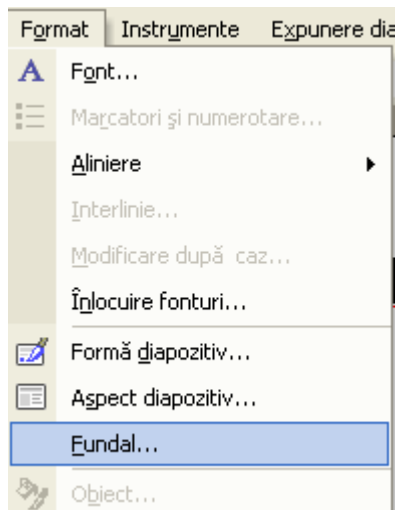 Format Instrumente Expunere dia
Font...
Marcatori şi numerotare...
Aliniere
Interlinie...
Modificare după caz...
Înlocuire fonturi...
Formă diapozitiv...
Aspect diapozitiv...
Fundal...
Obiect...